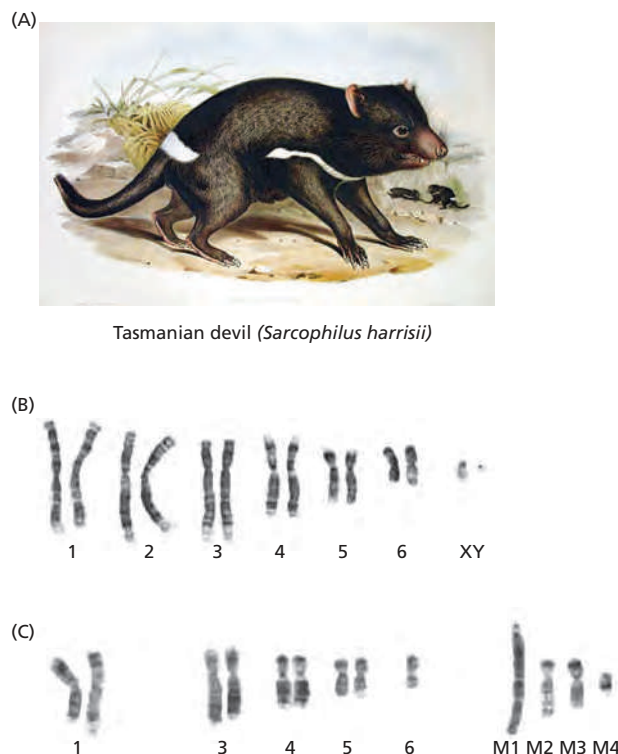 (A)
Tasmanian devil (Sarcophilus harrisii)
(B)
1 2 3 4 5 6 XY
(C)
1 3 4 5 6 M1 M2 M3 M4